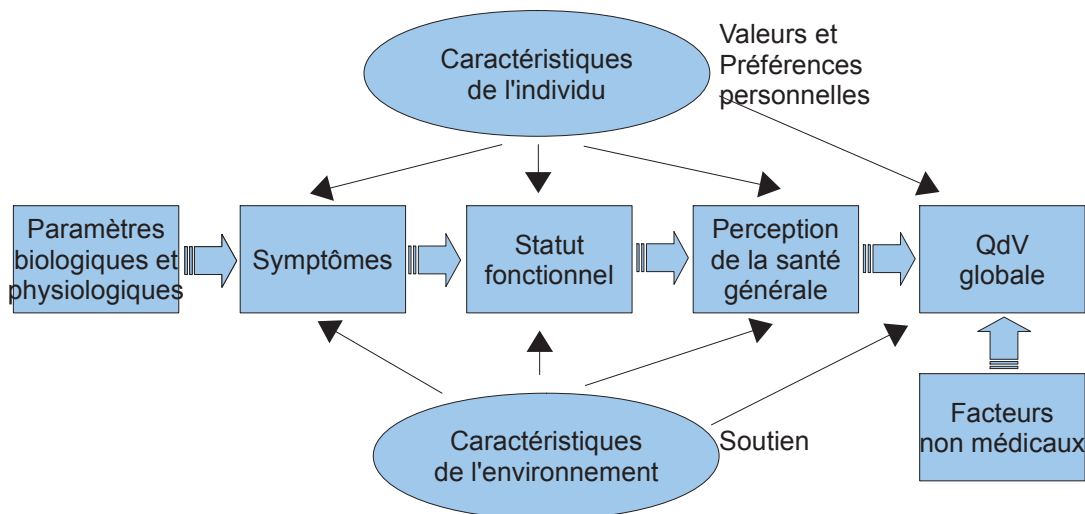 Caractéristiques
de l'individu
Valeurs et
Préférences
personnelles
Paramètres
biologiques et
physiologiques
Symptômes
Statut
fonctionnel
Perception
de la santé
générale
QdV
globale
Caractéristiques
de l'environnement
Soutien
Facteurs
non médicaux